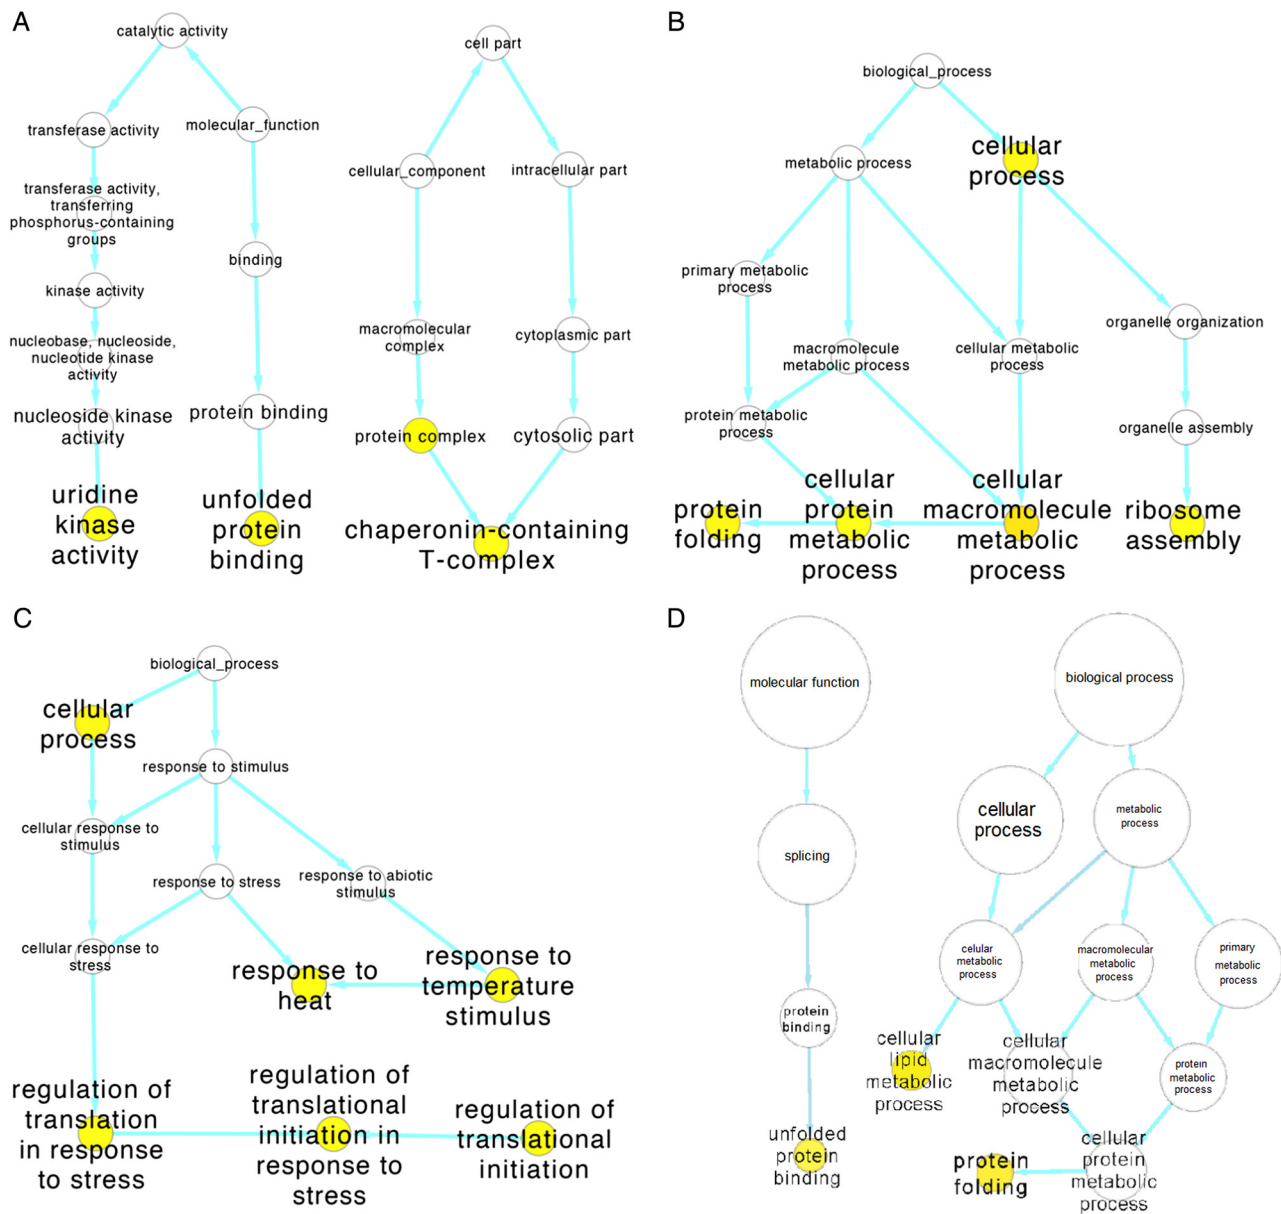 A
catalytic activity
cell part
transferase activity
molecular_function
cellular_component
intracellular part
transferase activity,
transferring
phosphorus-containing
groups
binding
kinase activity
macromolecular
complex
cytoplasmic part
nucleobase, nucleoside,
nucleotide kinase
activity
nucleoside kinase
activity
protein binding
protein complex
cytosolic part
uridine
kinase
activity
unfolded
protein
binding
chaperonin-containing
T-complex
B
biological_process
metabolic process
cellular
process
primary metabolic
process
organelle organization
macromolecule
metabolic process
cellular metabolic
process
protein metabolic
process
organelle assembly
protein
folding
cellular
protein
metabolic
process
cellular
macromolecule
metabolic
process
ribosome
assembly
C
biological_process
cellular
process
response to stimulus
cellular response to
stimulus
response to stress
response to abiotic
stimulus
cellular response to
stress
response to
heat
response to
temperature
stimulus
regulation of
translation
in response
to stress
regulation of
translational
initiation in
response to
stress
regulation of
translational
initiation
D
molecular function
biological process
splicing
cellular
process
metabolic
process
celular
metabolic
process
macromolecular
metabolic
process
primary
metabolic
process
protein
binding
cellular
lipid
metabolic
process
cellular
macromolecule
metabolic
process
protein
metabolic
process
unfolded
protein
binding
protein
folding
cellular
protein
metabolic
process